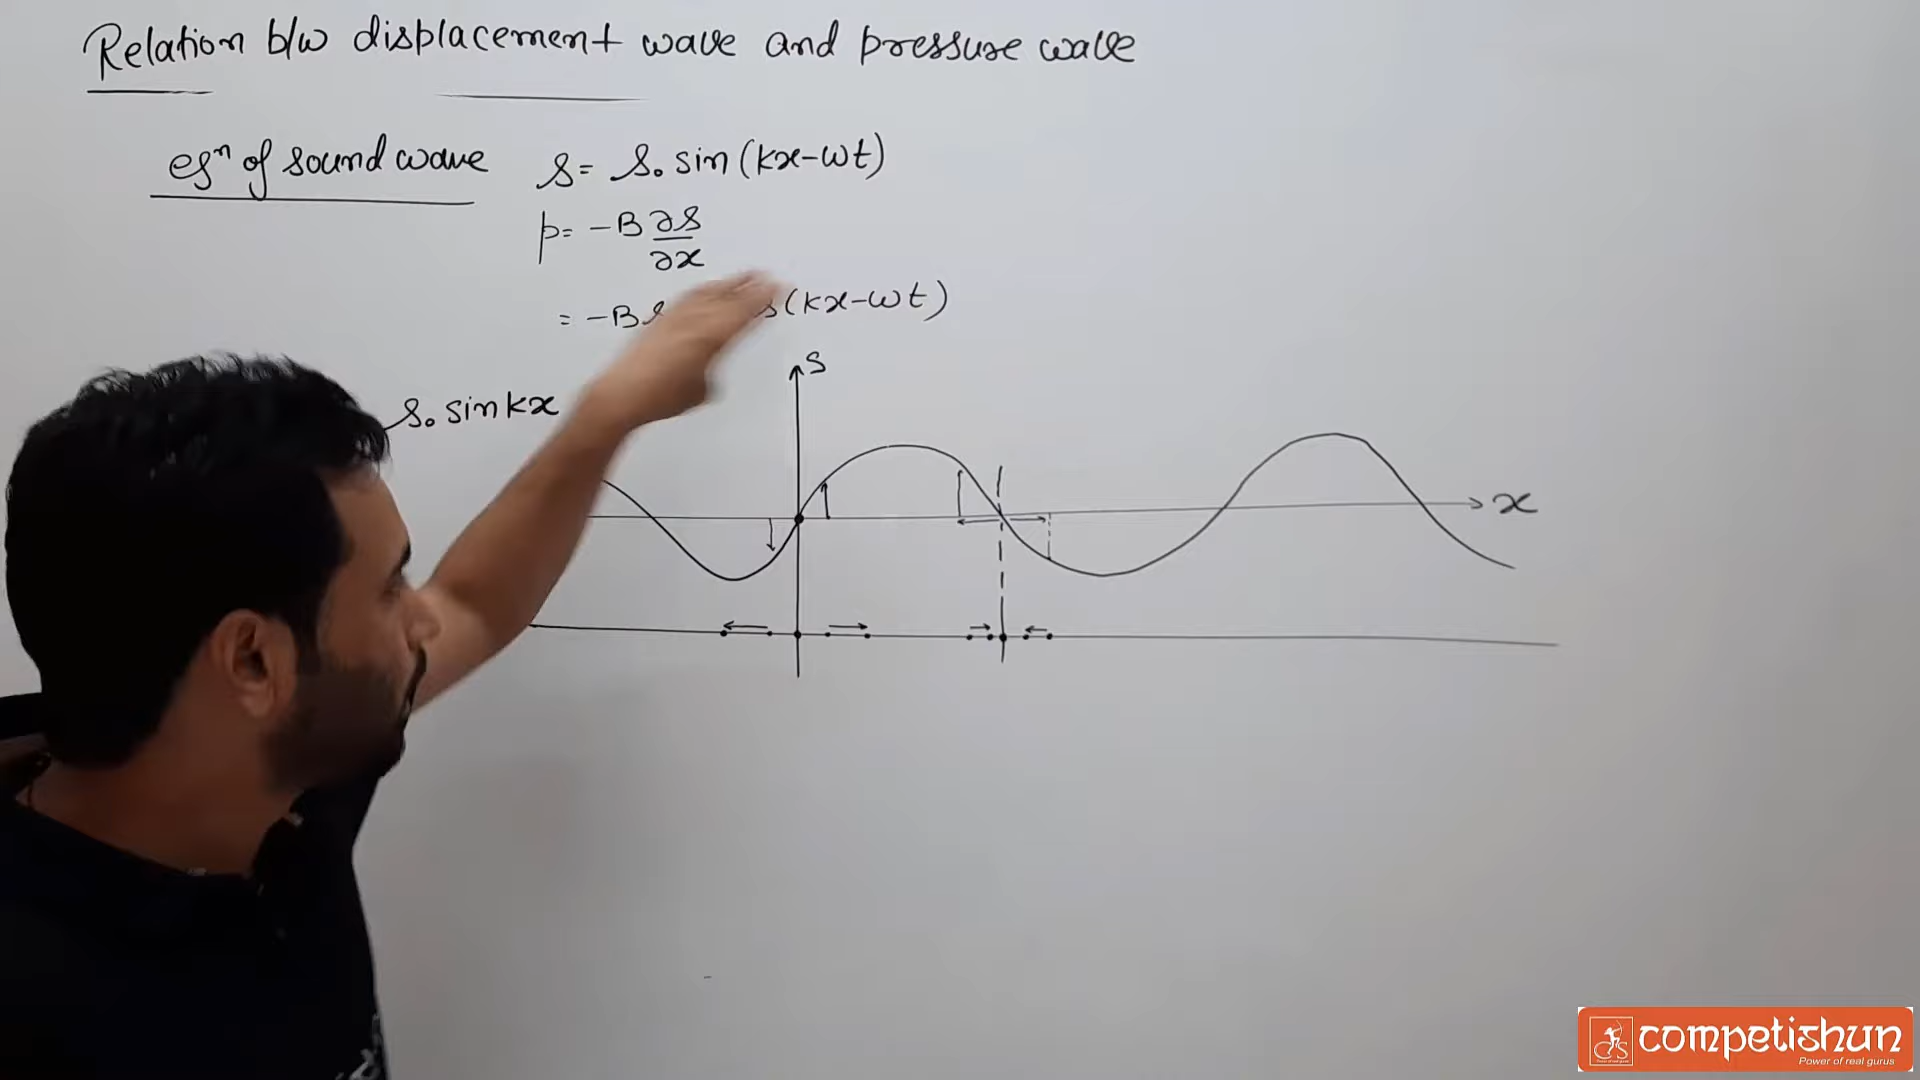 Relation b/w displacement wave and pressure wave
eqⁿ of sound wave s = s₀ sin(kx-ωt)
p = -B ∂s/∂x
= -B (kx-ωt)
s
s₀ sin kx
x
competishun
Power of real gurus